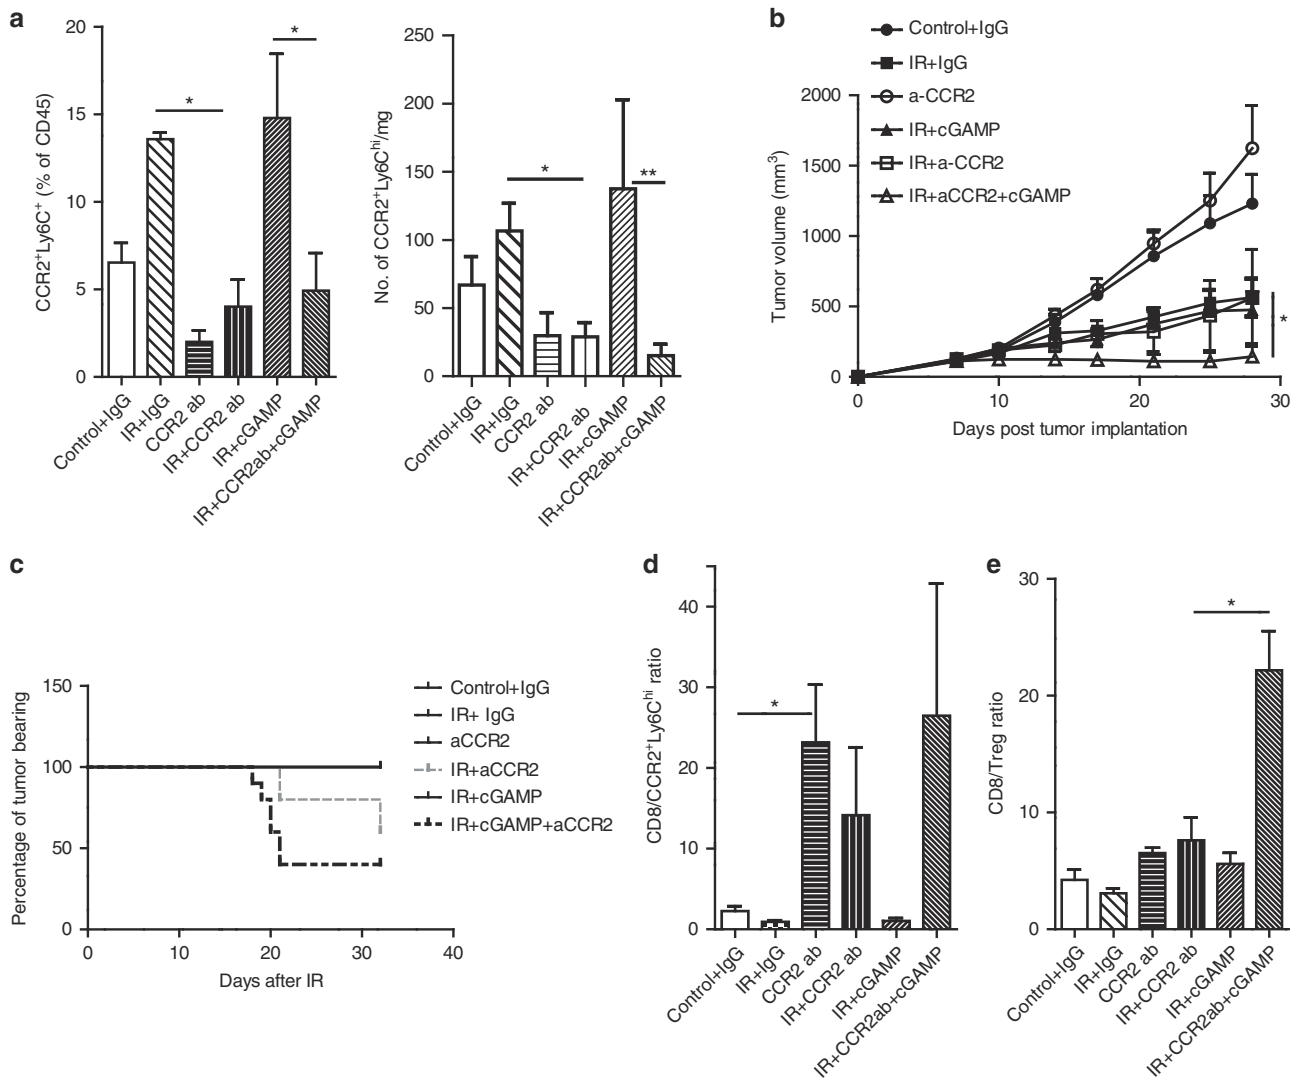 a
20
15
10
5
0
CCR2+Ly6C+ (% of CD45)
*
*
Control+IgG
IR+IgG
CCR2 ab
IR+CCR2 ab
IR+cGAMP
IR+CCR2ab+cGAMP
250
200
150
100
50
0
No. of CCR2+Ly6Chi/mg
*
**
Control+IgG
IR+IgG
CCR2 ab
IR+CCR2 ab
IR+cGAMP
IR+CCR2ab+cGAMP
b
Control+IgG
IR+IgG
a-CCR2
IR+cGAMP
IR+a-CCR2
IR+aCCR2+cGAMP
2000
1500
1000
500
0
Tumor volume (mm3)
*
0 10 20 30
Days post tumor implantation
c
150
100
50
0
Percentage of tumor bearing
0 10 20 30 40
Days after IR
Control+IgG
IR+ IgG
aCCR2
IR+aCCR2
IR+cGAMP
IR+cGAMP+aCCR2
d
40
30
20
10
0
CD8/CCR2+Ly6Chi ratio
*
Control+IgG
IR+IgG
CCR2 ab
IR+CCR2 ab
IR+cGAMP
IR+CCR2ab+cGAMP
e
30
20
10
0
CD8/Treg ratio
*
Control+IgG
IR+IgG
CCR2 ab
IR+CCR2 ab
IR+cGAMP
IR+CCR2ab+cGAMP